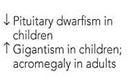 ↓ Pituitary dwarfism in
children
↑ Gigantism in children;
acromegaly in adults